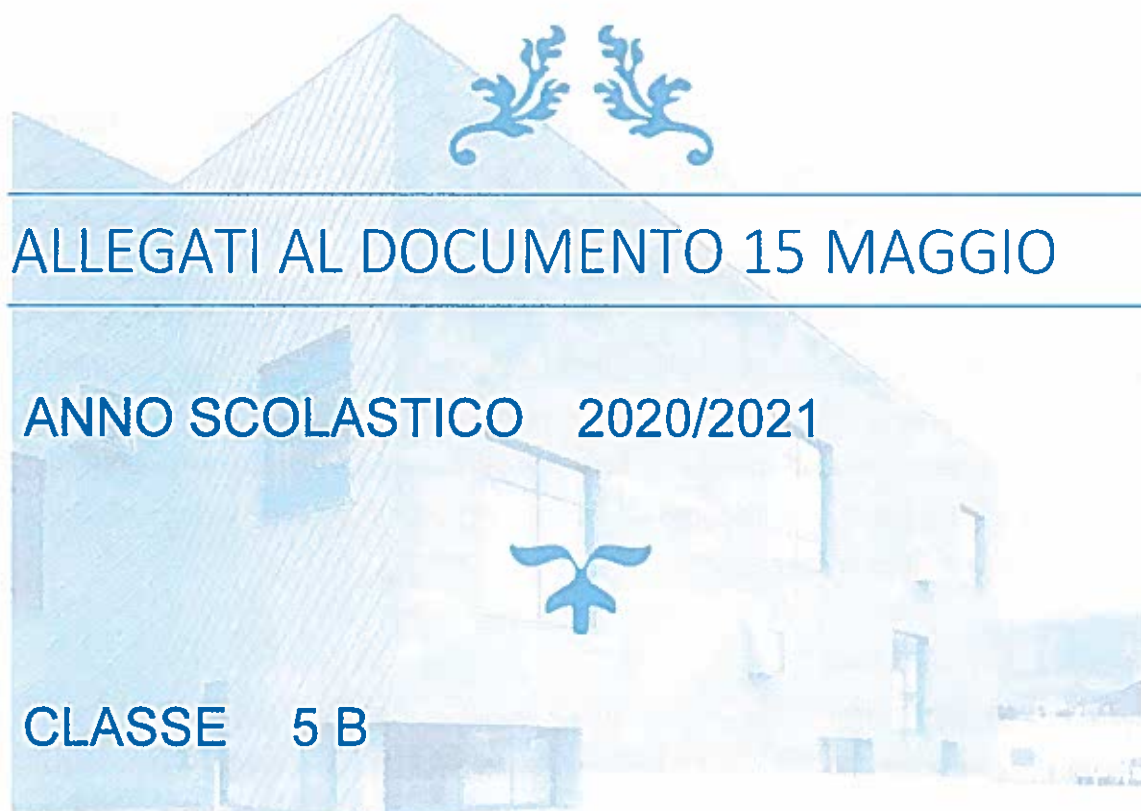 ALLEGATI AL DOCUMENTO 15 MAGGIO
ANNO SCOLASTICO 2020/2021
CLASSE 5 B